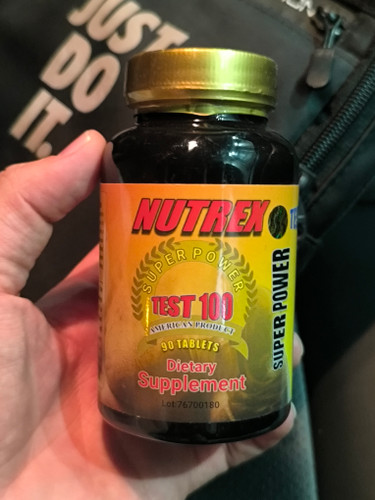 JUST
DO
IT.
NUTREX
SUPER POWER
TEST 100
AMERICAN PRODUCT
90 TABLETS
Dietary
Supplement
Lot:76700180
SUPER POWER